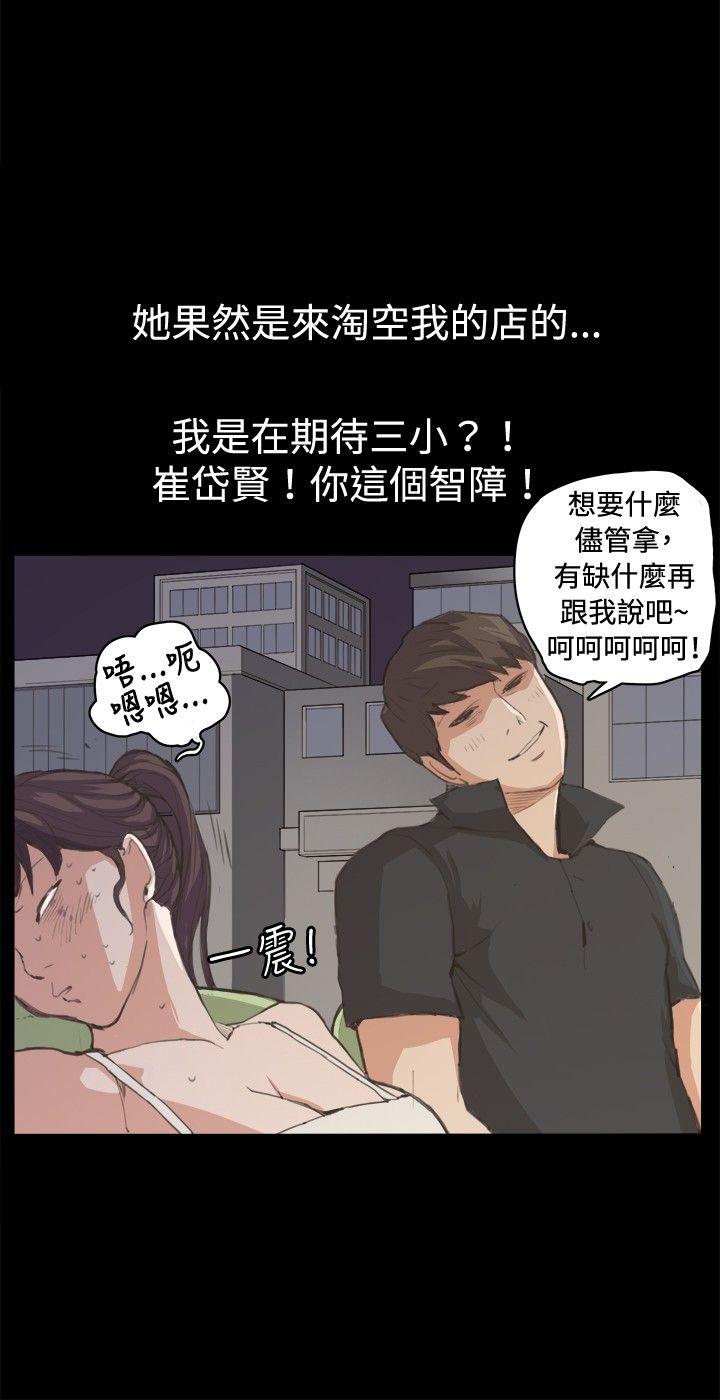 她果然是來淘空我的店的...
我是在期待三小？！
崔岱賢！你這個智障！
想要什麼
儘管拿，
有缺什麼再
跟我說吧~
呵呵呵呵呵！
唔...呃
嗯嗯...
一震！